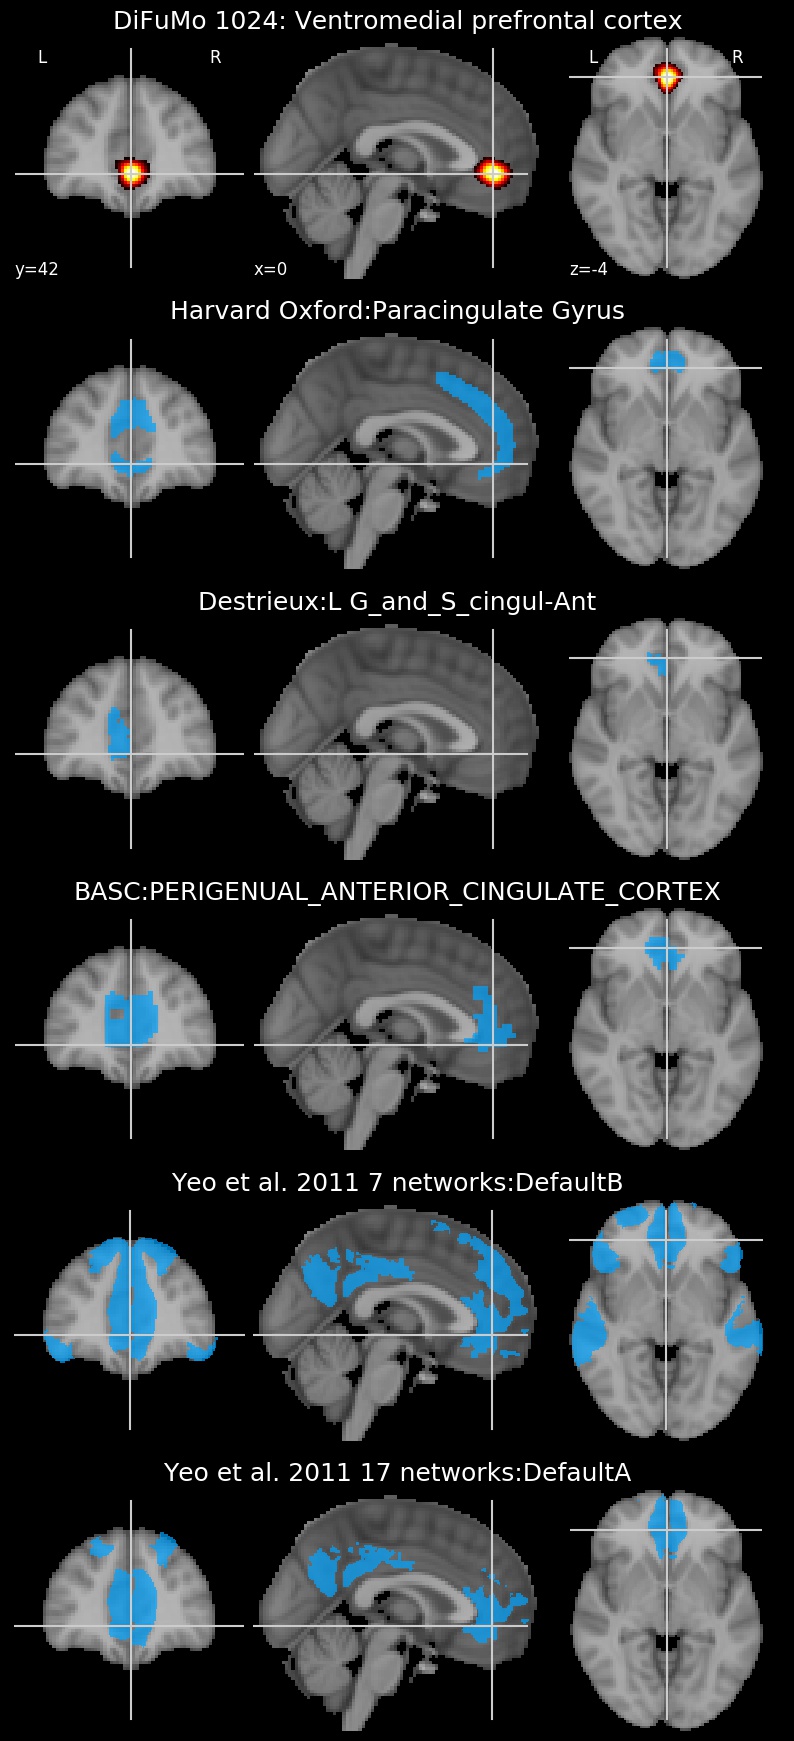 DiFuMo 1024: Ventromedial prefrontal cortex
L R L R
y=42 x=0 z=-4
Harvard Oxford:Paracingulate Gyrus
Destrieux:L G_and_S_cingul-Ant
BASC:PERIGENUAL_ANTERIOR_CINGULATE_CORTEX
Yeo et al. 2011 7 networks:DefaultB
Yeo et al. 2011 17 networks:DefaultA